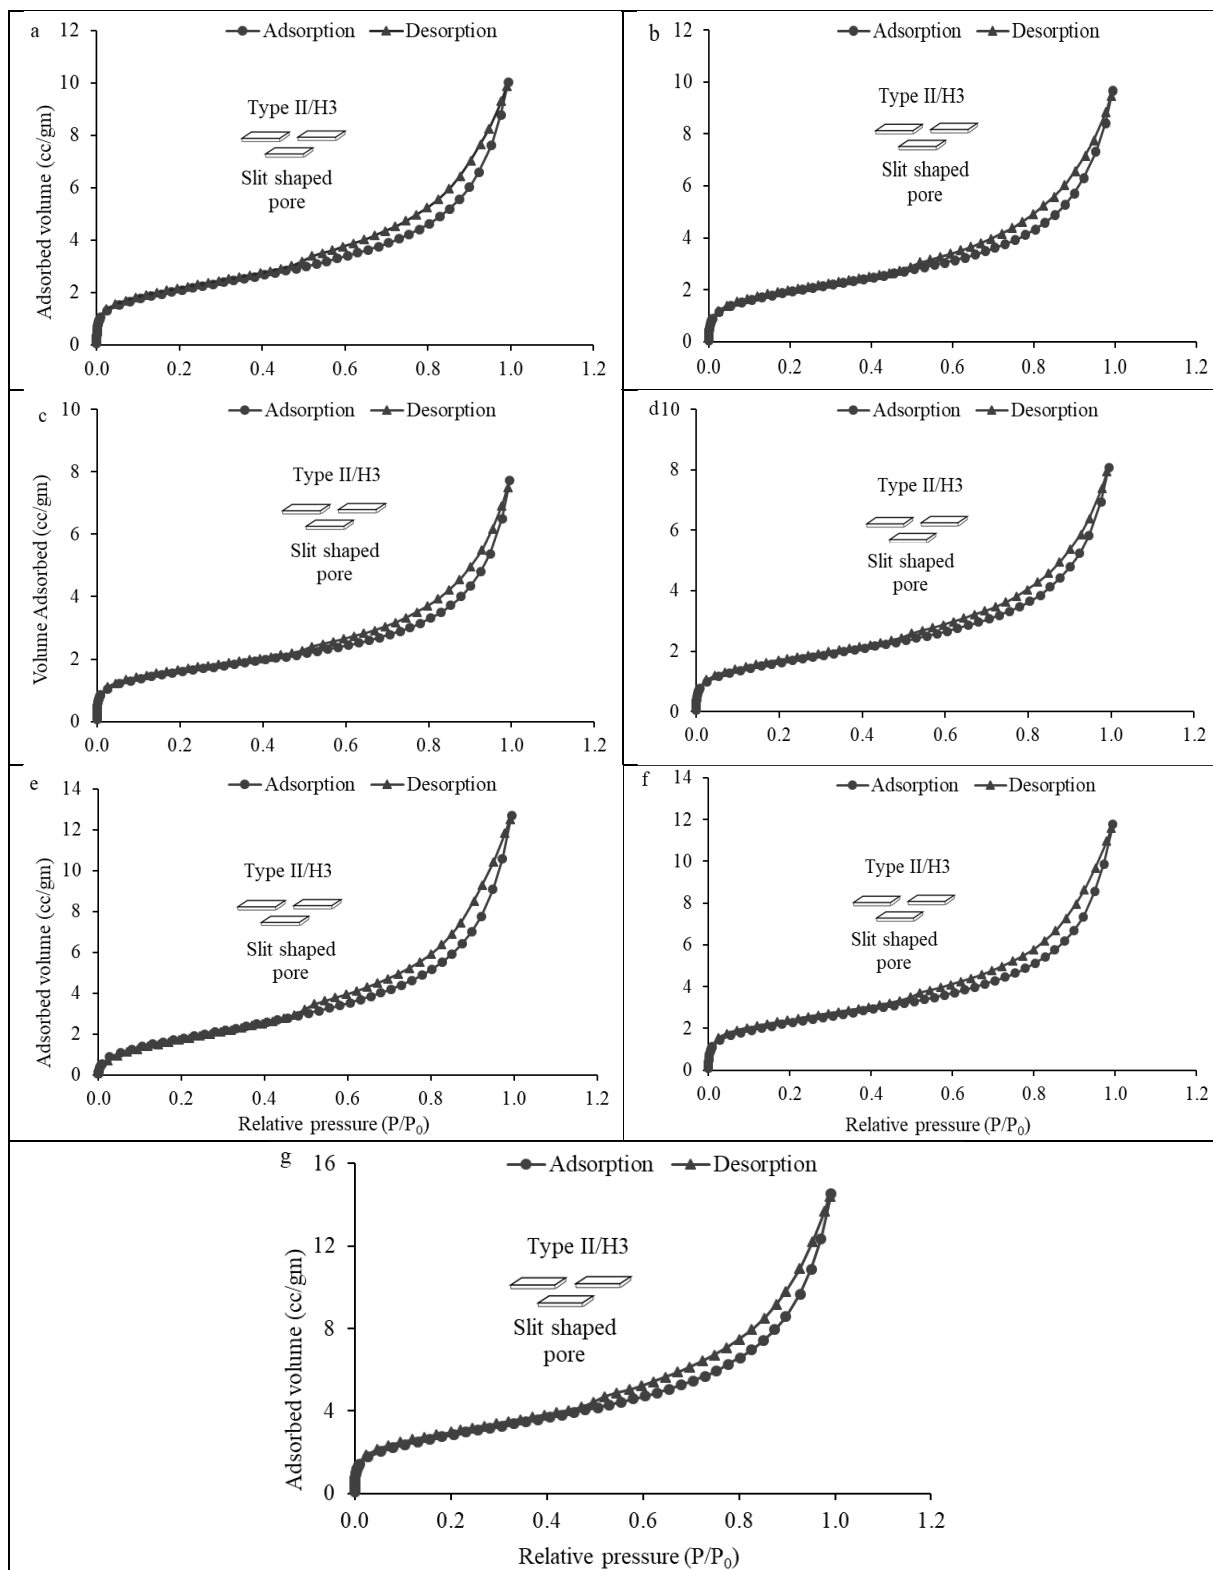 a
Adsorption Desorption
12
10
8
6
4
2
0
Adsorbed volume (cc/gm)
Type II/H3
Slit shaped
pore
0.0 0.2 0.4 0.6 0.8 1.0 1.2
b
Adsorption Desorption
12
10
8
6
4
2
0
Type II/H3
Slit shaped
pore
0.0 0.2 0.4 0.6 0.8 1.0 1.2
c
Adsorption Desorption
10
8
6
4
2
0
Volume Adsorbed (cc/gm)
Type II/H3
Slit shaped
pore
0.0 0.2 0.4 0.6 0.8 1.0 1.2
d
Adsorption Desorption
10
8
6
4
2
0
Type II/H3
Slit shaped
pore
0.0 0.2 0.4 0.6 0.8 1.0 1.2
e
Adsorption Desorption
14
12
10
8
6
4
2
0
Adsorbed volume (cc/gm)
Type II/H3
Slit shaped
pore
0.0 0.2 0.4 0.6 0.8 1.0 1.2
Relative pressure (P/P₀)
f
Adsorption Desorption
14
12
10
8
6
4
2
0
Type II/H3
Slit shaped
pore
0.0 0.2 0.4 0.6 0.8 1.0 1.2
Relative pressure (P/P₀)
g
Adsorption Desorption
16
12
8
4
0
Adsorbed volume (cc/gm)
Type II/H3
Slit shaped
pore
0.0 0.2 0.4 0.6 0.8 1.0 1.2
Relative pressure (P/P₀)